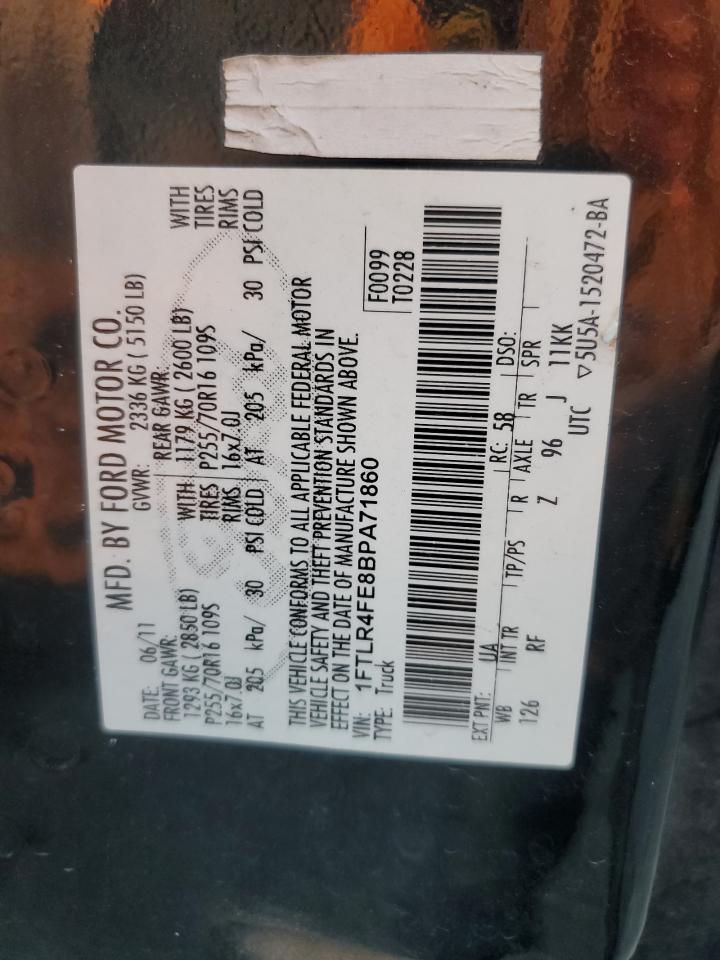 MFD. BY FORD MOTOR CO.
DATE: 06/11 GVWR: 2336 KG ( 5150 LB)
FRONT GAWR: REAR GAWR:
1293 KG ( 2850 LB) WITH 1179 KG ( 2600 LB) WITH
P255/70R16 109S TIRES P255/70R16 109S TIRES
16x7.0J RIMS 16x7.0J RIMS
AT 205 kPa/ 30 PSI COLD AT 205 kPa/ 30 PSI COLD
THIS VEHICLE CONFORMS TO ALL APPLICABLE FEDERAL MOTOR
VEHICLE SAFETY AND THEFT PREVENTION STANDARDS IN
EFFECT ON THE DATE OF MANUFACTURE SHOWN ABOVE.
VIN: 1FTLR4FE8BPA71860 F0099
TYPE: Truck T0228
EXT PNT: UA RC: 58 DSO:
WB INT TR TP/PS R AXLE TR SPR
126 RF Z 96 J 11KK
UTC ▽5U5A-1520472-BA